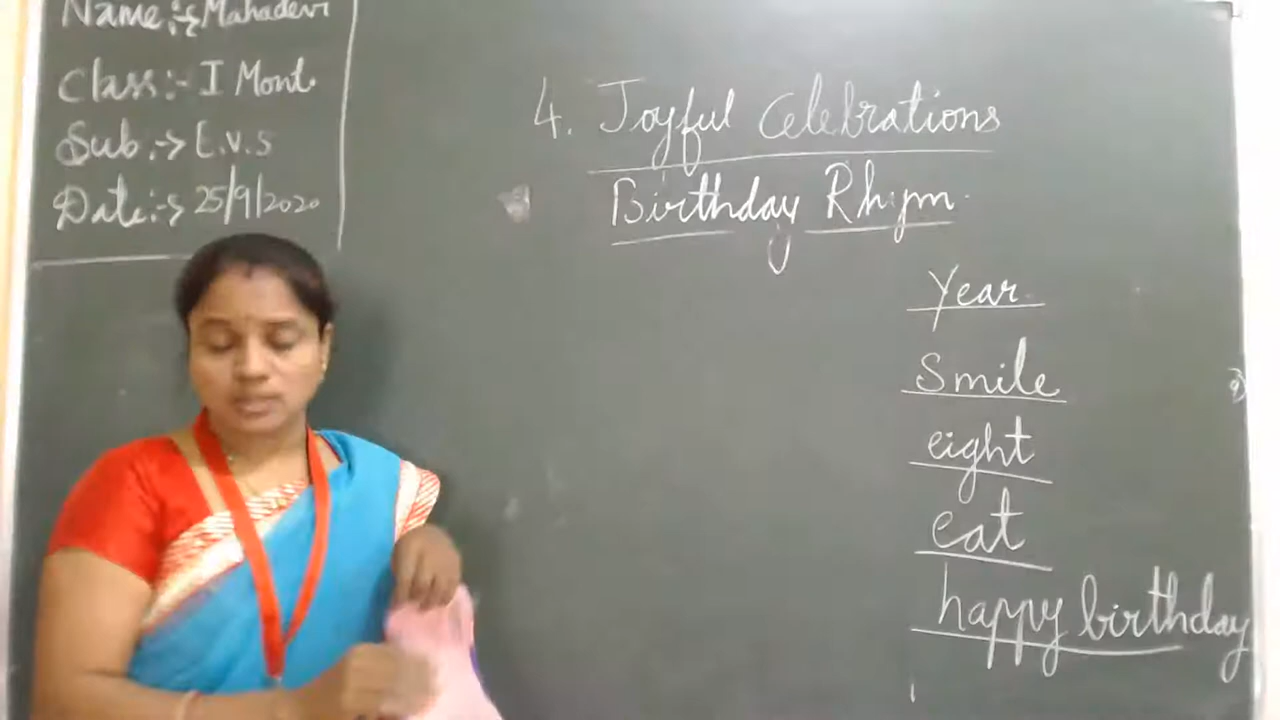 Name :-> Mahadevi
Class :- I Mont.
Sub :-> E.v.s
Date :-> 25/9/2020
4. Joyful Celebrations
Birthday Rhym.
Year
Smile
eight
eat
happy birthday